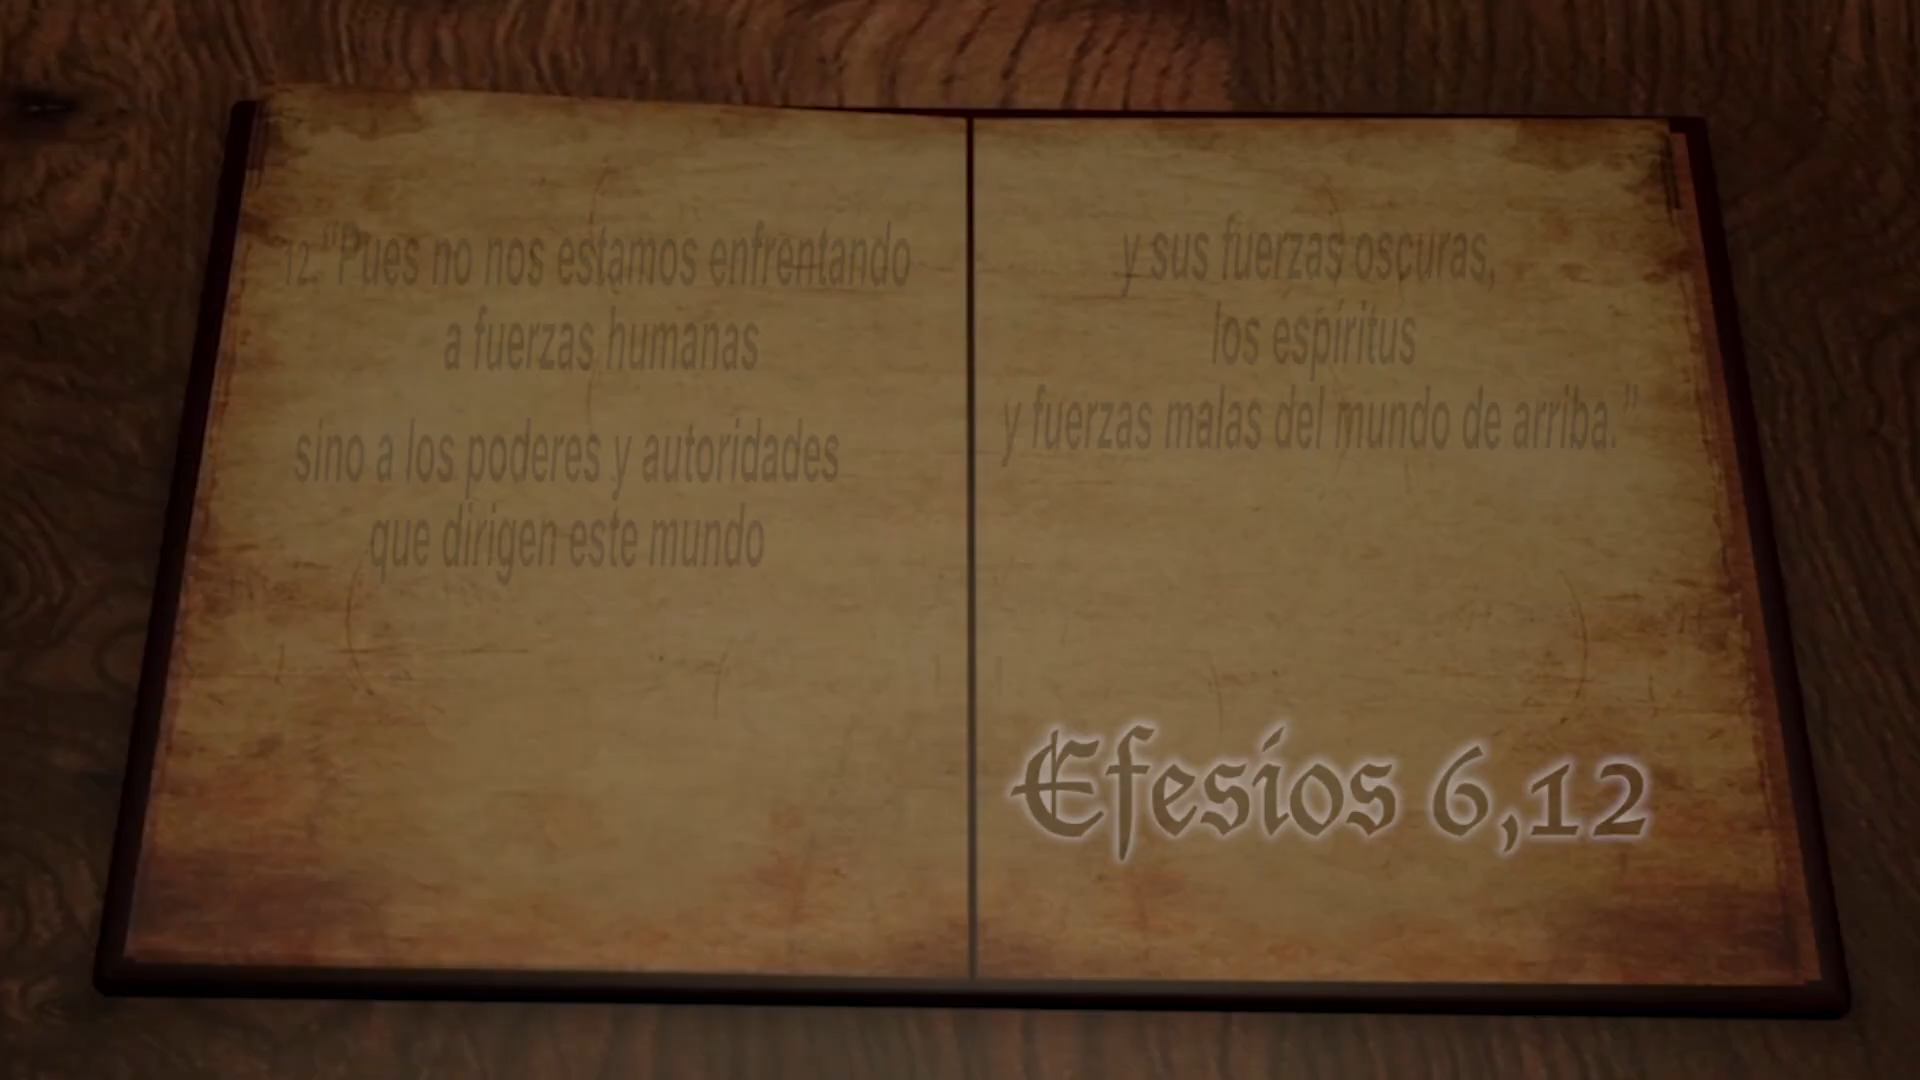 12. "Pues no nos estamos enfrentando
a fuerzas humanas
sino a los poderes y autoridades
que dirigen este mundo
y sus fuerzas oscuras,
los espíritus
y fuerzas malas del mundo de arriba."
Efesios 6,12